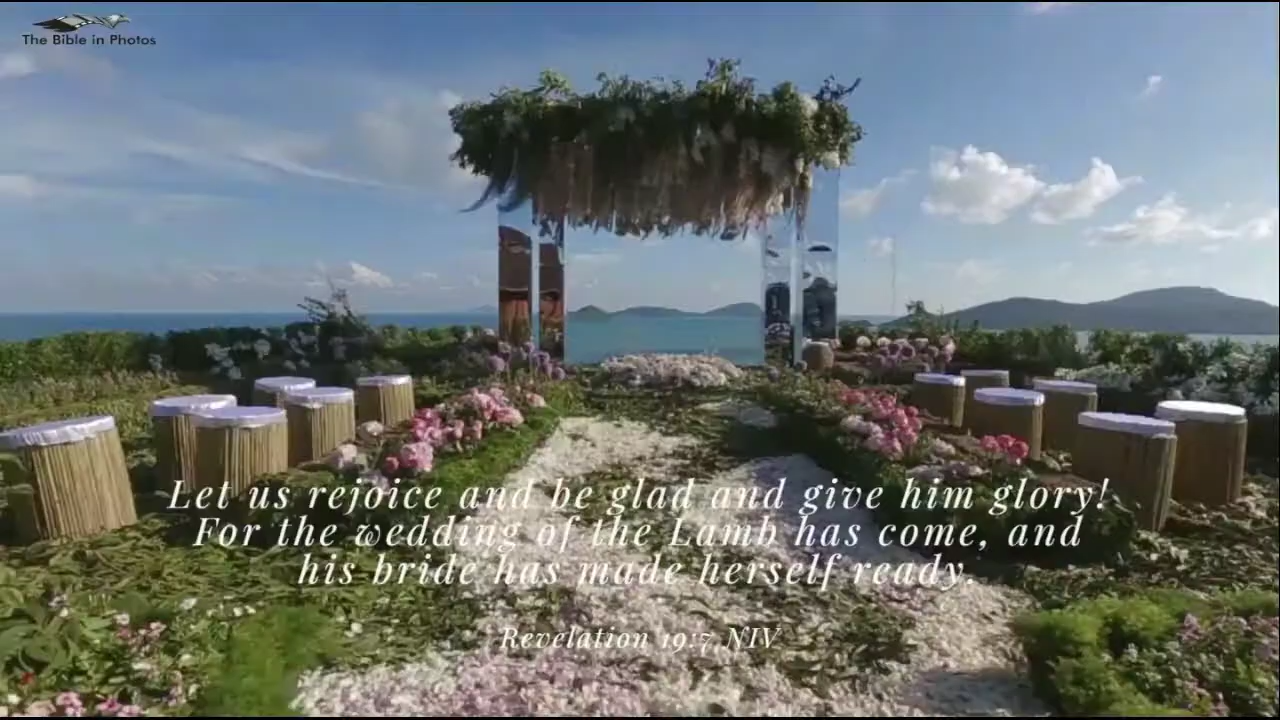 The Bible in Photos
Let us rejoice and be glad and give him glory!
For the wedding of the Lamb has come, and
his bride has made herself ready.
Revelation 19:7 NIV